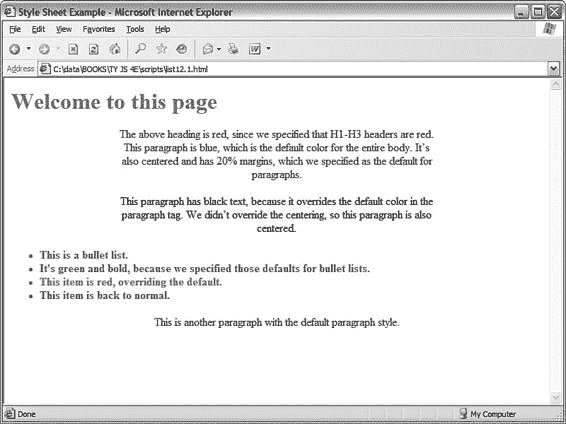 Style Sheet Example - Microsoft Internet Explorer
File Edit View Favorites Tools Help
Address C:\data\BOOKS\TY JS 4E\scripts\list12.1.html
Welcome to this page
The above heading is red, since we specified that H1-H3 headers are red.
This paragraph is blue, which is the default color for the entire body. It's
also centered and has 20% margins, which we specified as the default for
paragraphs.
This paragraph has black text, because it overrides the default color in the
paragraph tag. We didn't override the centering, so this paragraph is also
centered.
• This is a bullet list.
• It's green and bold, because we specified those defaults for bullet lists.
• This item is red, overriding the default.
• This item is back to normal.
This is another paragraph with the default paragraph style.
Done My Computer